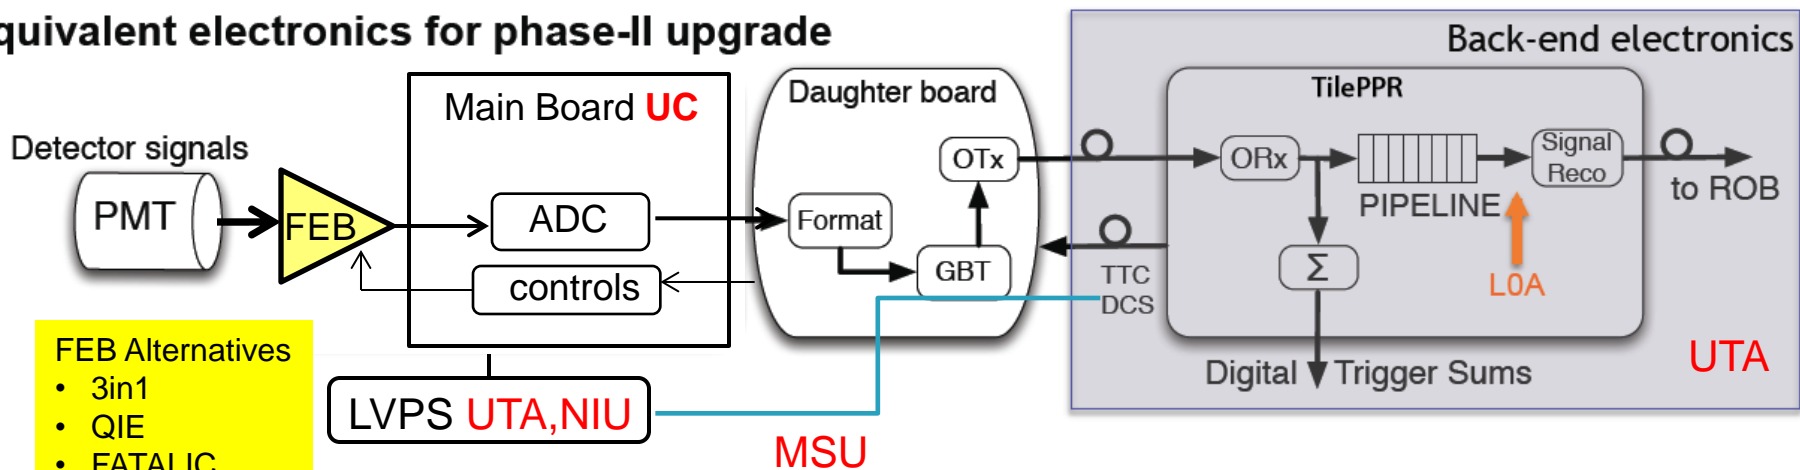 quivalent electronics for phase-II upgrade
Back-end electronics
Main Board UC
Daughter board
TilePPR
Detector signals
PMT
FEB
ADC
controls
Format
OTx
GBT
TTC
DCS
ORx
PIPELINE
Signal
Reco
to ROB
Σ
L0A
Digital Trigger Sums
UTA
FEB Alternatives
• 3in1
• QIE
• FATALIC
LVPS UTA,NIU
MSU